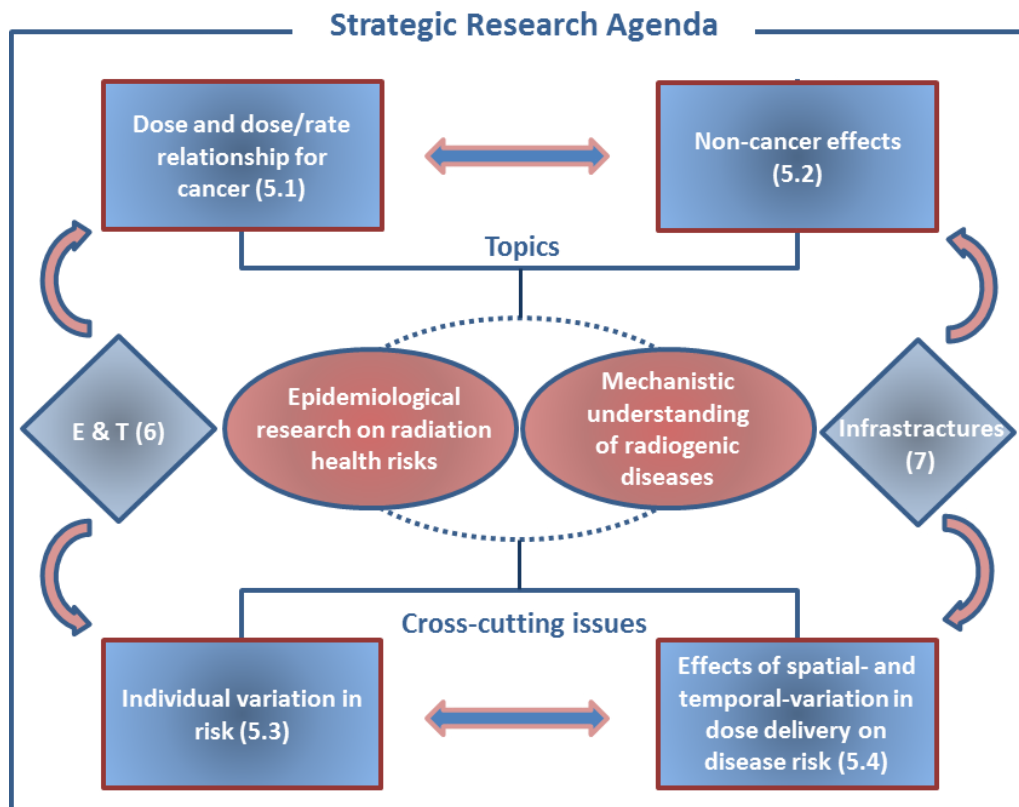 Strategic Research Agenda
Dose and dose/rate
relationship for
cancer (5.1)
Non-cancer effects
(5.2)
Topics
E & T (6)
Epidemiological
research on radiation
health risks
Mechanistic
understanding
of radiogenic
diseases
Infrastractures
(7)
Cross-cutting issues
Individual variation in
risk (5.3)
Effects of spatial- and
temporal-variation in
dose delivery on
disease risk (5.4)